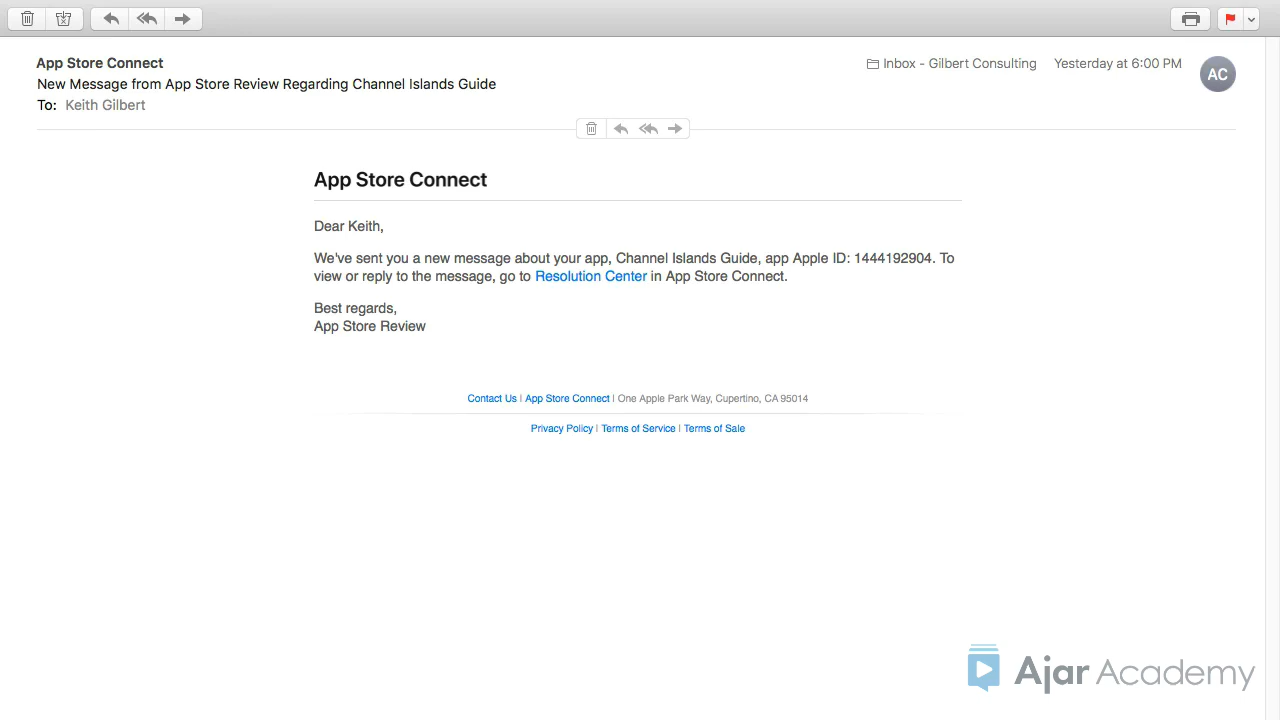 App Store Connect
Inbox - Gilbert Consulting
Yesterday at 6:00 PM
AC
New Message from App Store Review Regarding Channel Islands Guide
To: Keith Gilbert
App Store Connect
Dear Keith,
We've sent you a new message about your app, Channel Islands Guide, app Apple ID: 1444192904. To
view or reply to the message, go to Resolution Center in App Store Connect.
Best regards,
App Store Review
Contact Us | App Store Connect | One Apple Park Way, Cupertino, CA 95014
Privacy Policy | Terms of Service | Terms of Sale
Ajar Academy